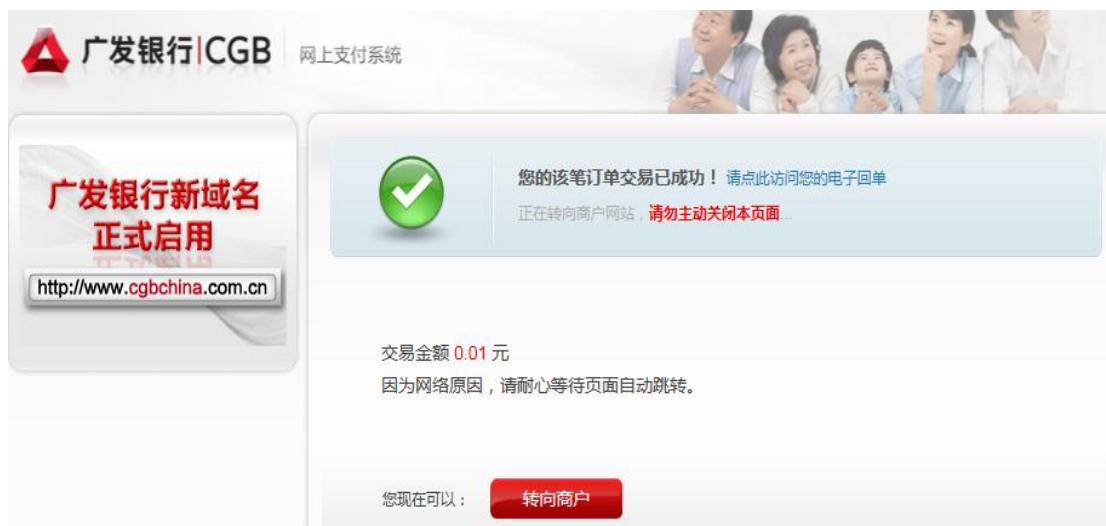 广发银行|CGB 网上支付系统
广发银行新域名
正式启用
http://www.cgbchina.com.cn
您的该笔订单交易已成功！请点此访问您的电子回单
正在转向商户网站，请勿主动关闭本页面...
交易金额 0.01 元
因为网络原因，请耐心等待页面自动跳转。
您现在可以： 转向商户